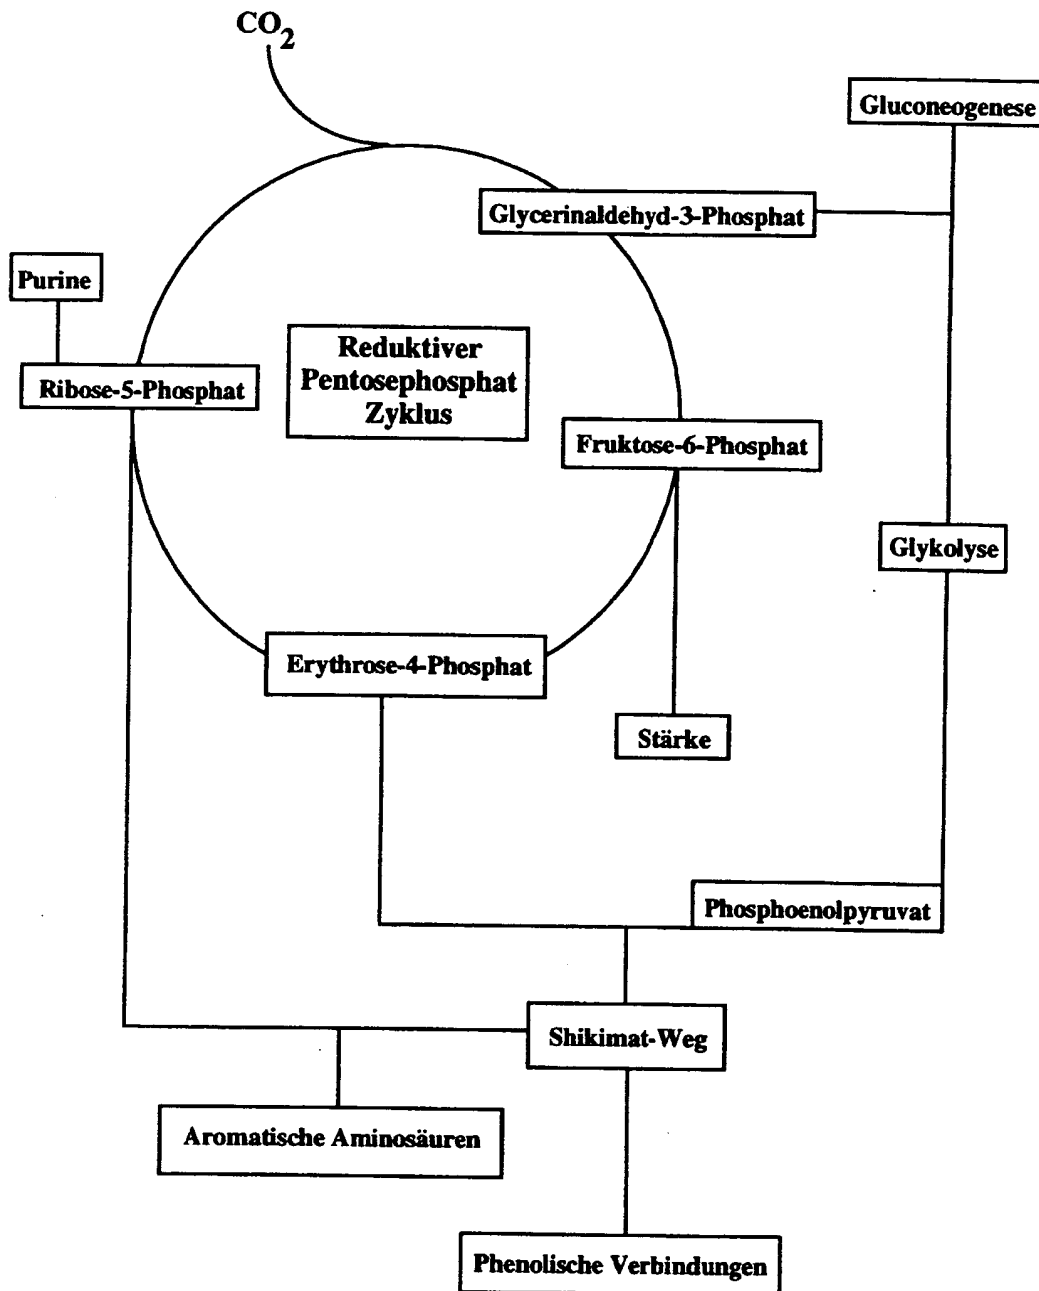 CO2
Gluconeogenese
Glycerinaldehyd-3-Phosphat
Purine
Reduktiver
Pentosephosphat
Zyklus
Ribose-5-Phosphat
Fruktose-6-Phosphat
Glykolyse
Erythrose-4-Phosphat
Stärke
Phosphoenolpyruvat
Shikimat-Weg
Aromatische Aminosäuren
Phenolische Verbindungen